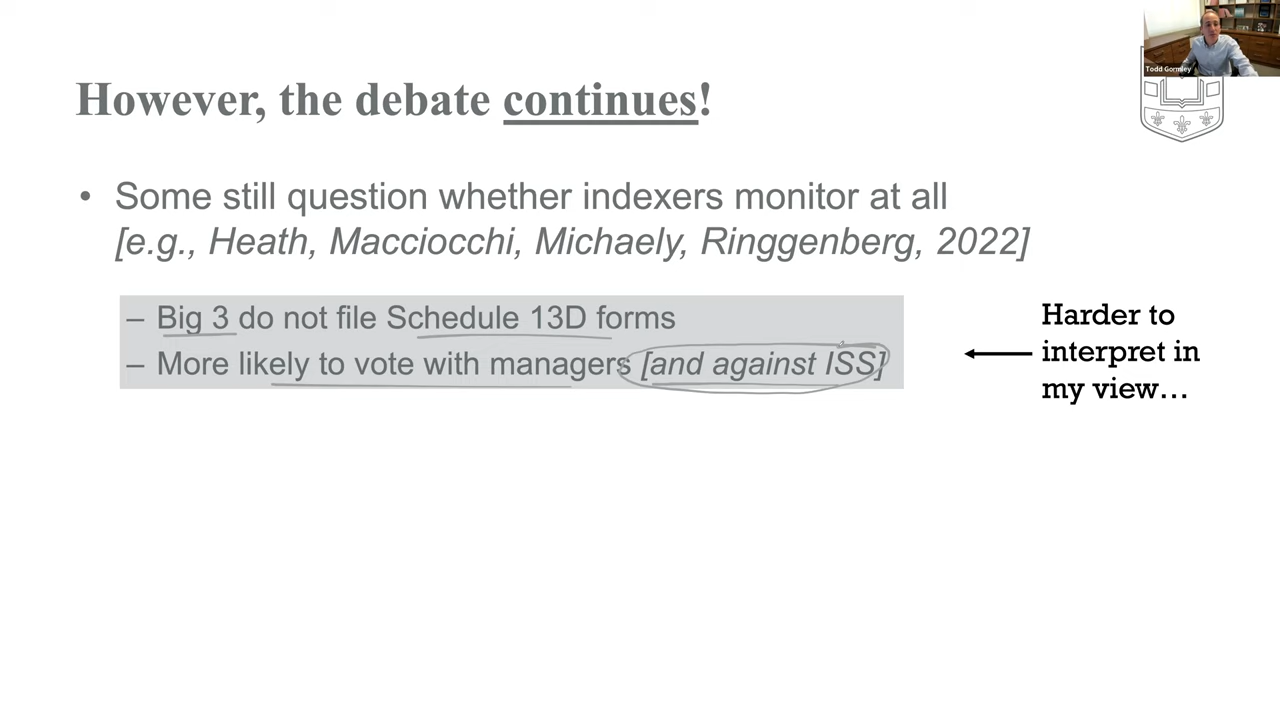 Todd Gormley
However, the debate continues!
• Some still question whether indexers monitor at all
[e.g., Heath, Macciocchi, Michaely, Ringgenberg, 2022]
– Big 3 do not file Schedule 13D forms
– More likely to vote with managers [and against ISS]
Harder to
interpret in
my view…